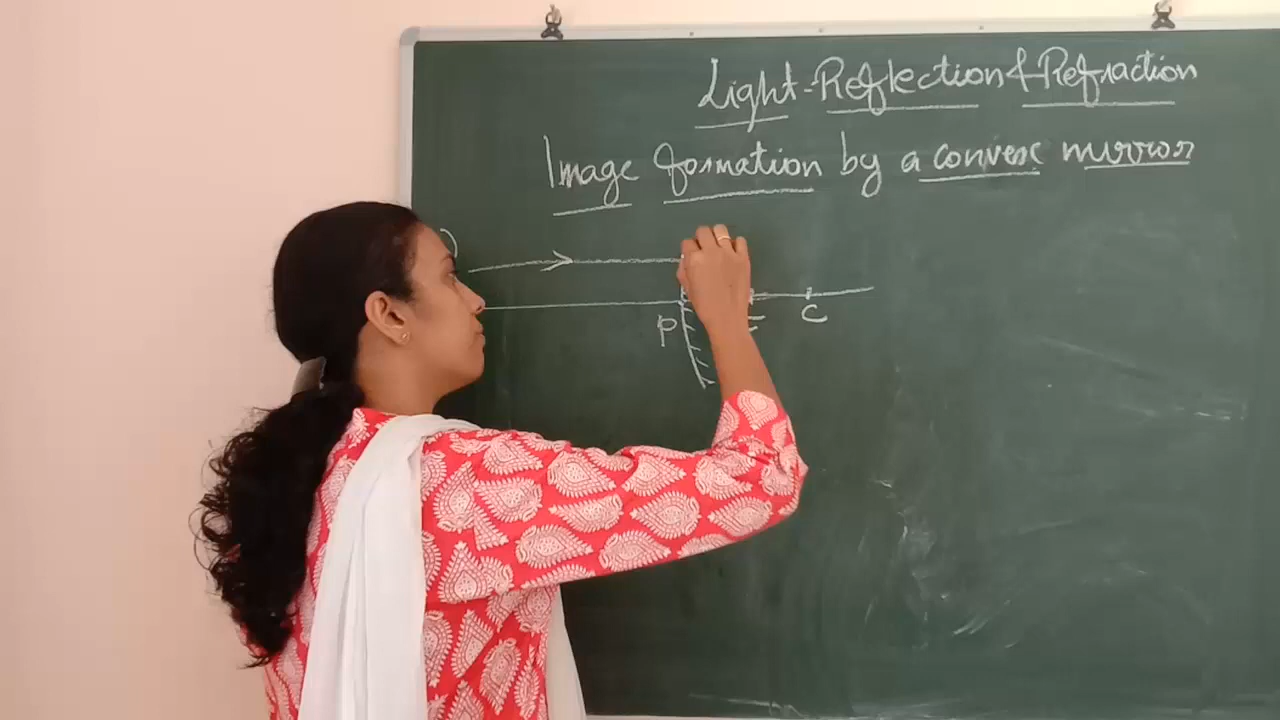 Light-Reflection & Refraction
Image formation by a convex mirror
P F C